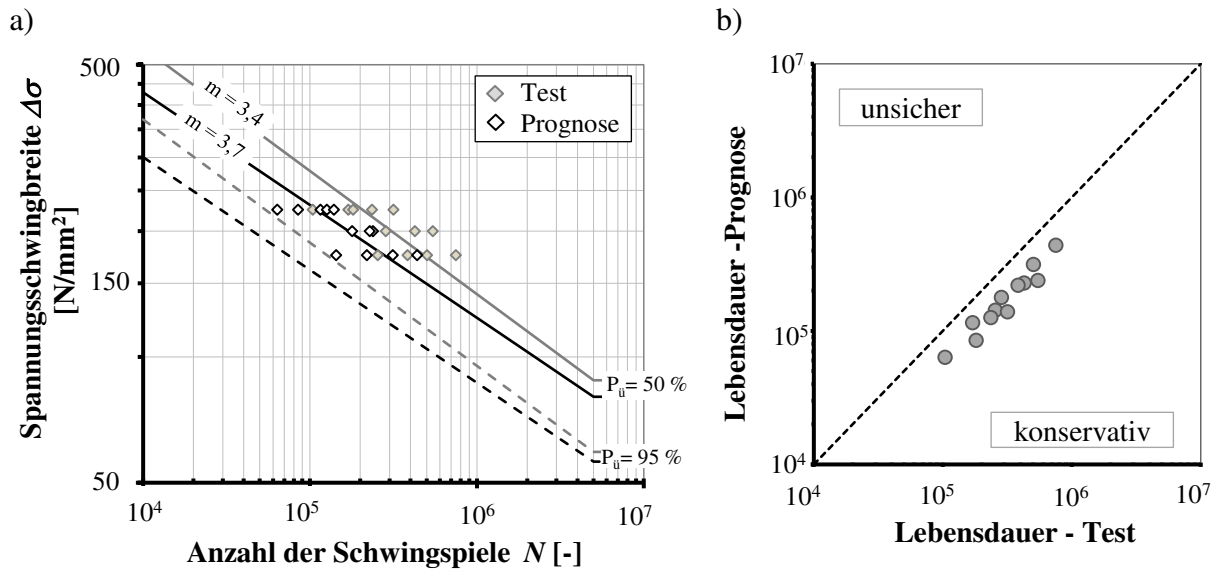 a)
Spannungsschwingbreite Δσ
[N/mm²]
500
150
50
m = 3,4
m = 3,7
Test
Prognose
Pü= 50 %
Pü= 95 %
10⁴
10⁵
10⁶
10⁷
Anzahl der Schwingspiele N [-]
b)
Lebensdauer -Prognose
10⁷
10⁶
10⁵
10⁴
unsicher
konservativ
10⁴
10⁵
10⁶
10⁷
Lebensdauer - Test